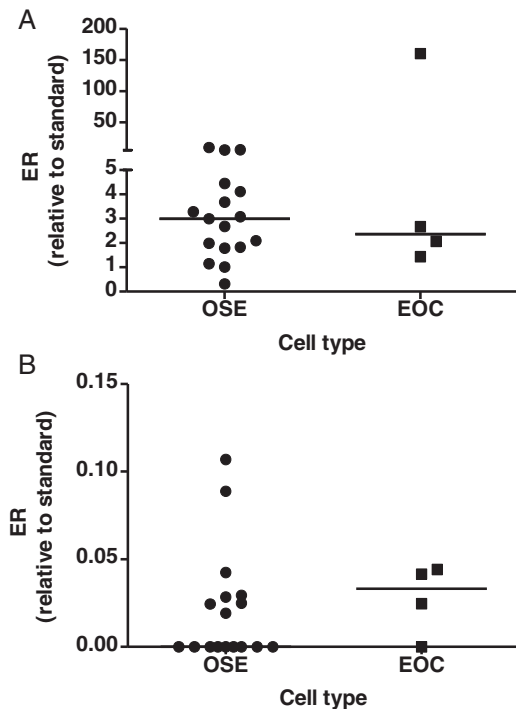 A
200
150
100
50
5
4
3
2
1
0
ER
(relative to standard)
OSE
EOC
Cell type
B
0.15
0.10
0.05
0.00
ER
(relative to standard)
OSE
EOC
Cell type